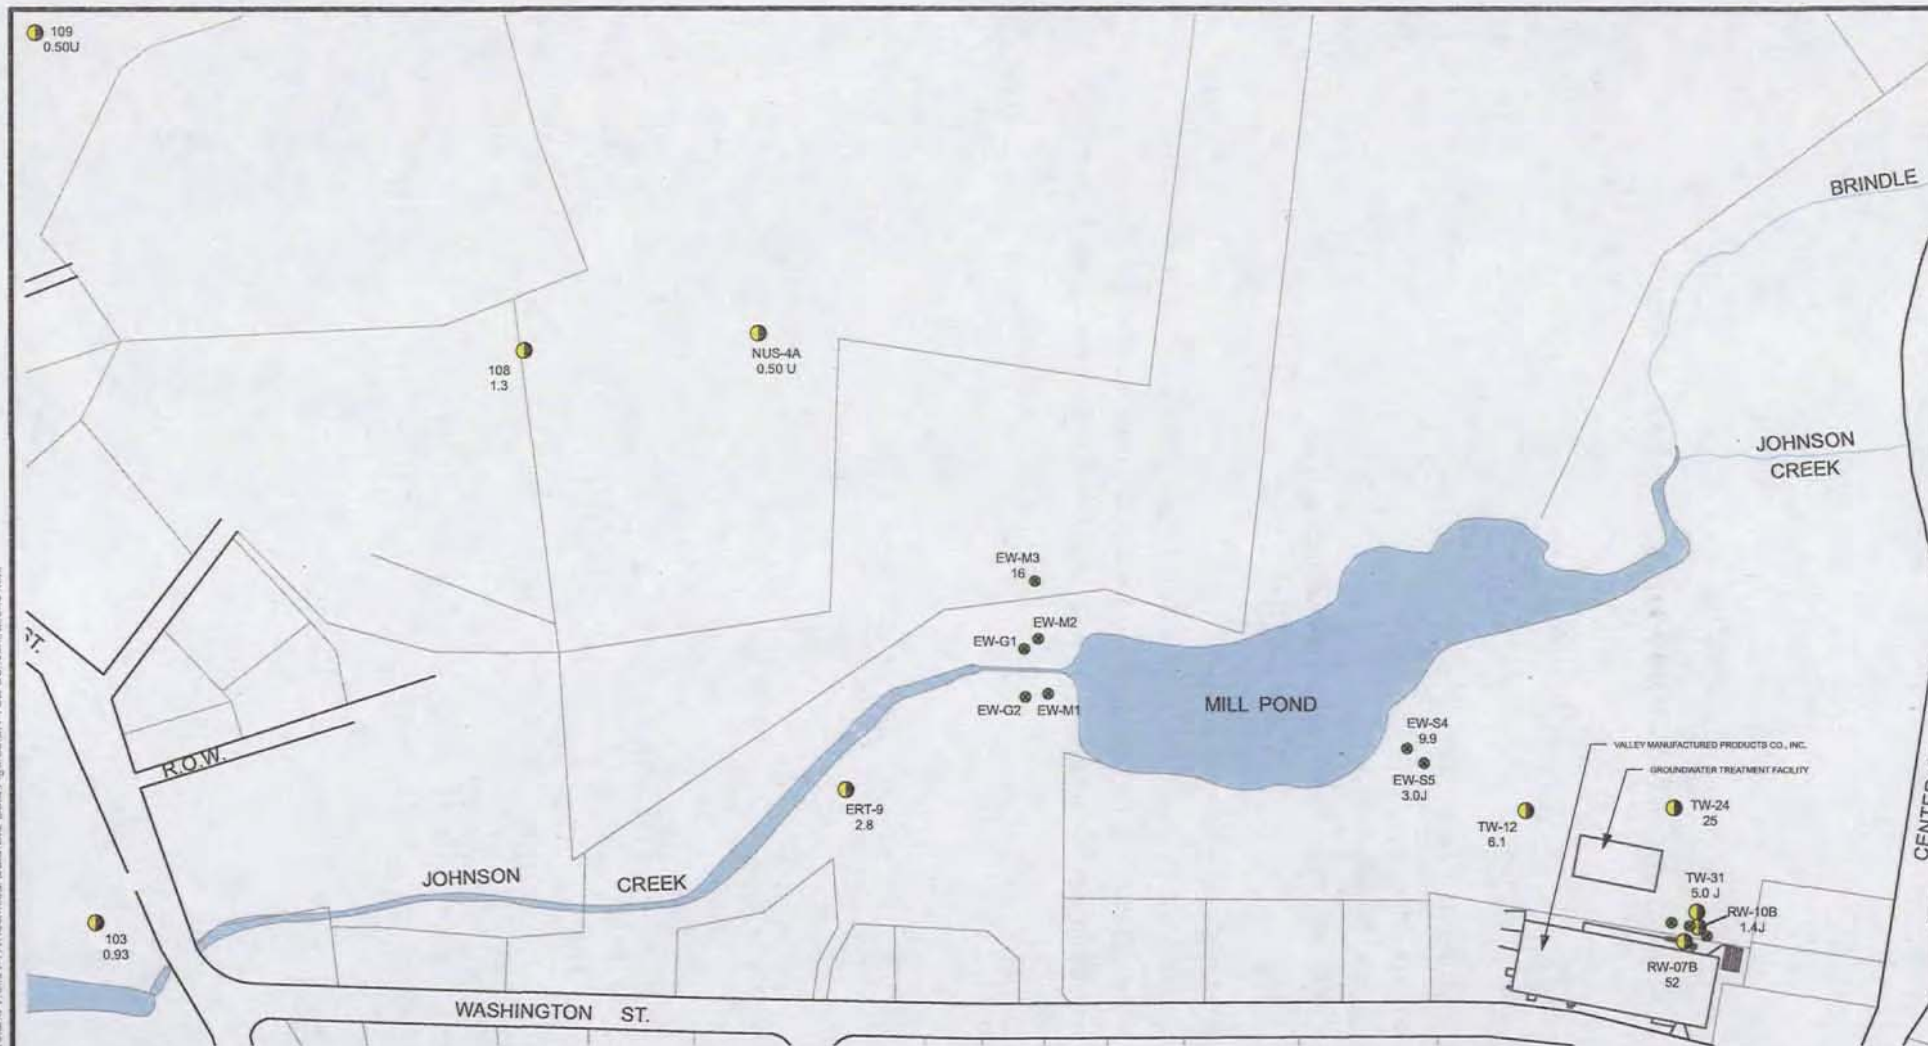 109
0.50U
BRINDLE
NUS-4A
0.50 U
108
1.3
JOHNSON
CREEK
EW-M3
16
EW-M2
EW-G1
ST.
MILL POND
EW-G2
EW-M1
EW-S4
9.9
EW-S5
3.0J
VALLEY MANUFACTURED PRODUCTS CO., INC.
GROUNDWATER TREATMENT FACILITY
R.O.W.
ERT-9
2.8
TW-12
6.1
TW-24
25
CENTER
JOHNSON
CREEK
TW-31
5.0 J
RW-10B
1.4J
103
0.93
RW-07B
52
WASHINGTON ST.